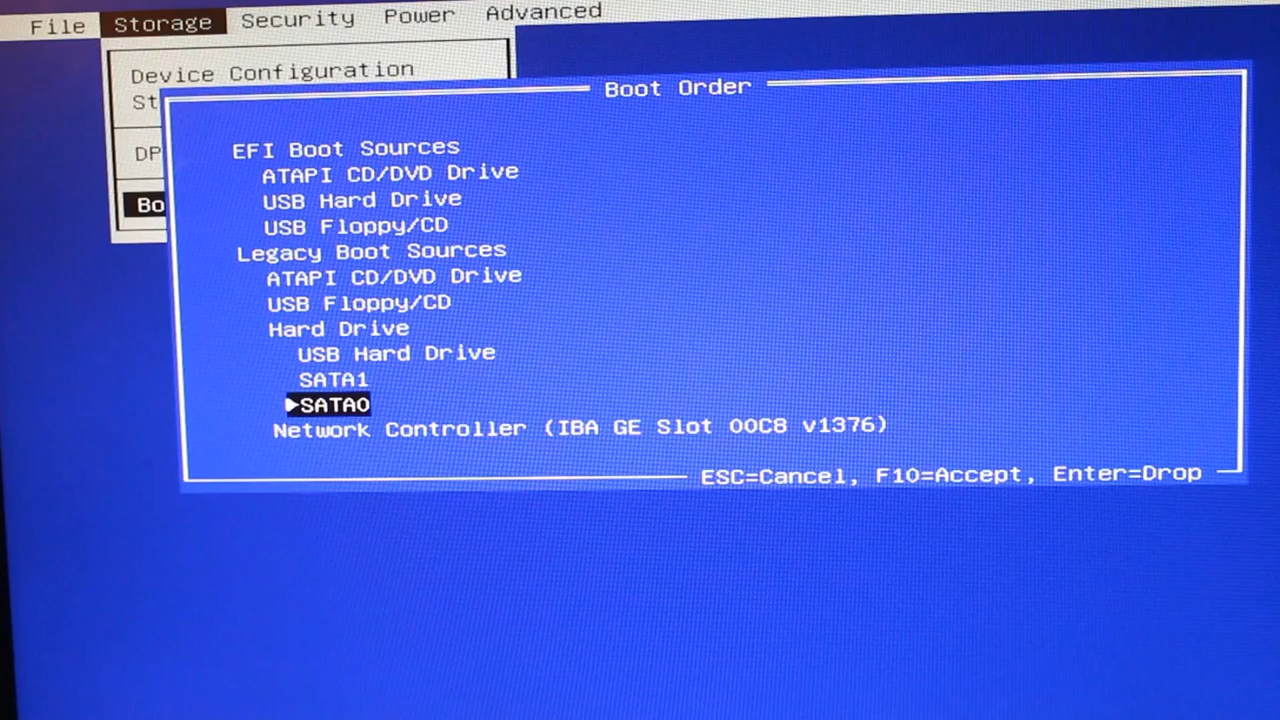 File Storage Security Power Advanced
Device Configuration
St
DP
Bo
Boot Order
EFI Boot Sources
ATAPI CD/DVD Drive
USB Hard Drive
USB Floppy/CD
Legacy Boot Sources
ATAPI CD/DVD Drive
USB Floppy/CD
Hard Drive
USB Hard Drive
SATA1
►SATA0
Network Controller (IBA GE Slot 00C8 v1376)
ESC=Cancel, F10=Accept, Enter=Drop